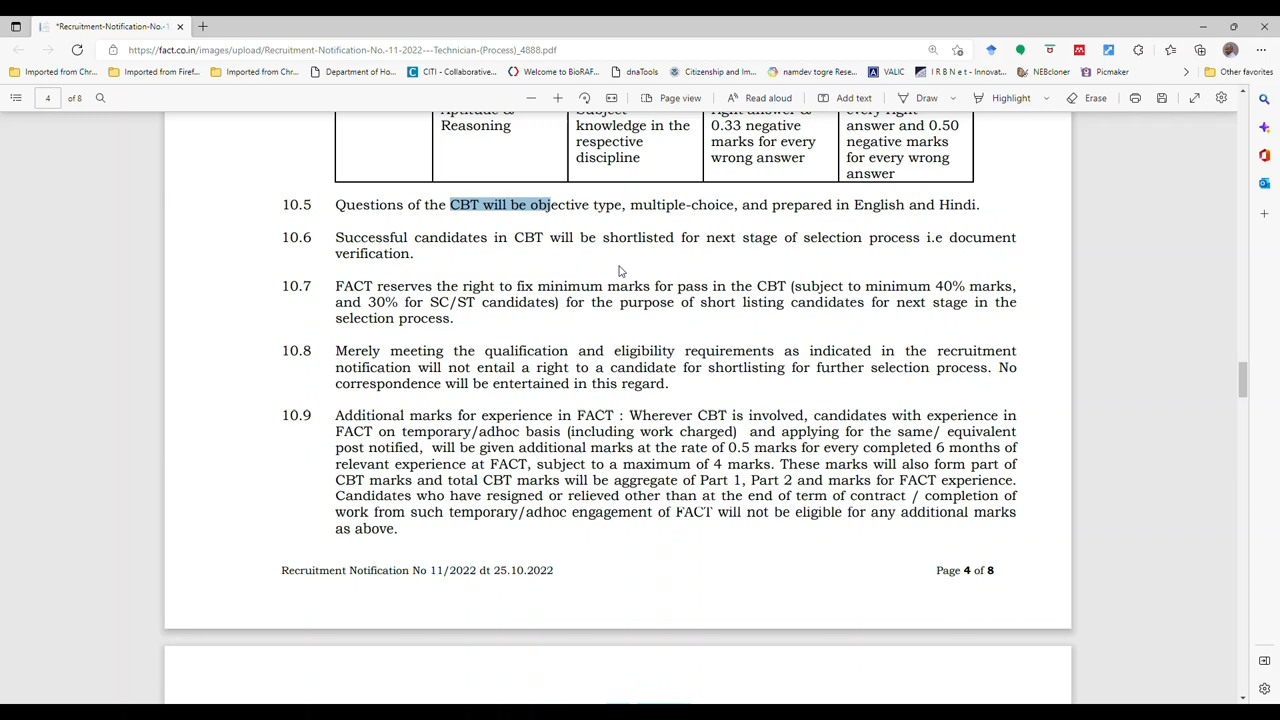 *Recruitment-Notification-No.-1
https://fact.co.in/images/upload/Recruitment-Notification-No.-11-2022---Technician-(Process)_4888.pdf
Imported from Chr... Imported from Firef... Imported from Chr... Department of Ho... CITI - Collaborative... Welcome to BioRAF... dnaTools Citizenship and Im... namdev togre Rese... VALIC I R B N e t - Innovat... NEBcloner Picmaker Other favorites
4 of 8 Page view Read aloud Add text Draw Highlight Erase
Reasoning
knowledge in the
respective
discipline
0.33 negative
marks for every
wrong answer
answer and 0.50
negative marks
for every wrong
answer
10.5 Questions of the CBT will be objective type, multiple-choice, and prepared in English and Hindi.
10.6 Successful candidates in CBT will be shortlisted for next stage of selection process i.e document
verification.
10.7 FACT reserves the right to fix minimum marks for pass in the CBT (subject to minimum 40% marks,
and 30% for SC/ST candidates) for the purpose of short listing candidates for next stage in the
selection process.
10.8 Merely meeting the qualification and eligibility requirements as indicated in the recruitment
notification will not entail a right to a candidate for shortlisting for further selection process. No
correspondence will be entertained in this regard.
10.9 Additional marks for experience in FACT : Wherever CBT is involved, candidates with experience in
FACT on temporary/adhoc basis (including work charged) and applying for the same/ equivalent
post notified, will be given additional marks at the rate of 0.5 marks for every completed 6 months of
relevant experience at FACT, subject to a maximum of 4 marks. These marks will also form part of
CBT marks and total CBT marks will be aggregate of Part 1, Part 2 and marks for FACT experience.
Candidates who have resigned or relieved other than at the end of term of contract / completion of
work from such temporary/adhoc engagement of FACT will not be eligible for any additional marks
as above.
Recruitment Notification No 11/2022 dt 25.10.2022 Page 4 of 8